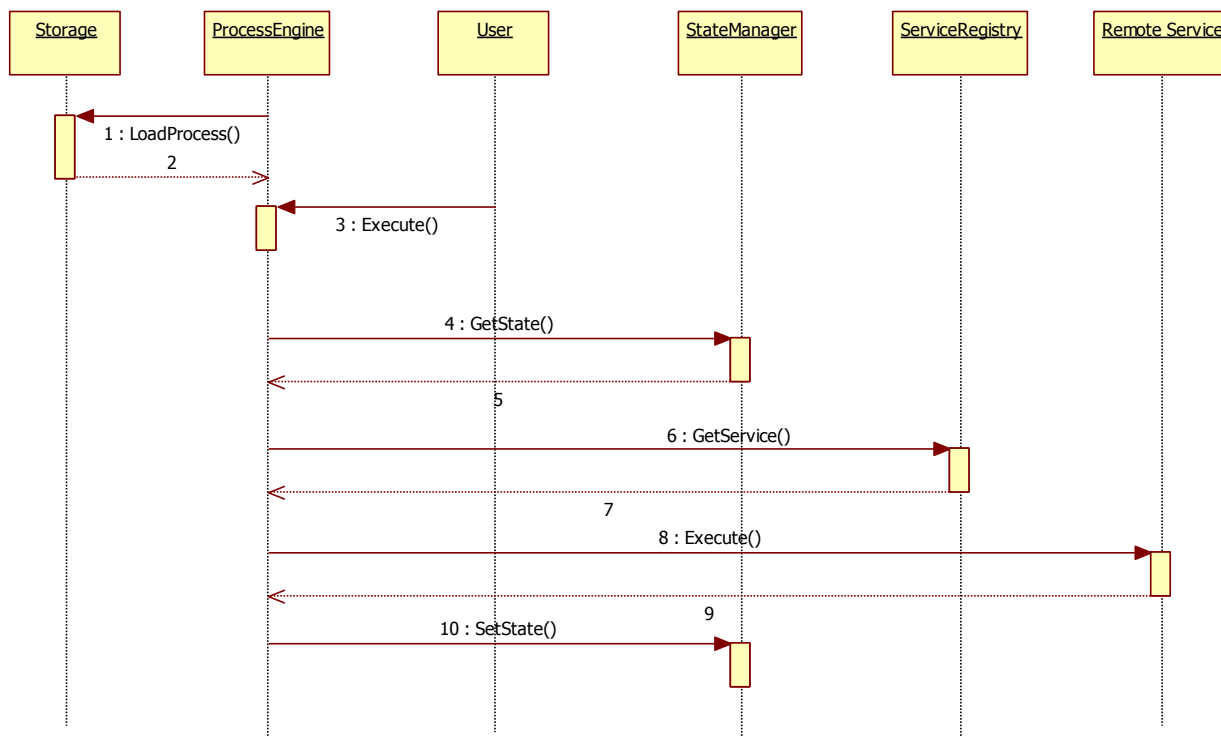 Storage
ProcessEngine
User
StateManager
ServiceRegistry
Remote Service
1 : LoadProcess()
2
3 : Execute()
4 : GetState()
5
6 : GetService()
7
8 : Execute()
9
10 : SetState()